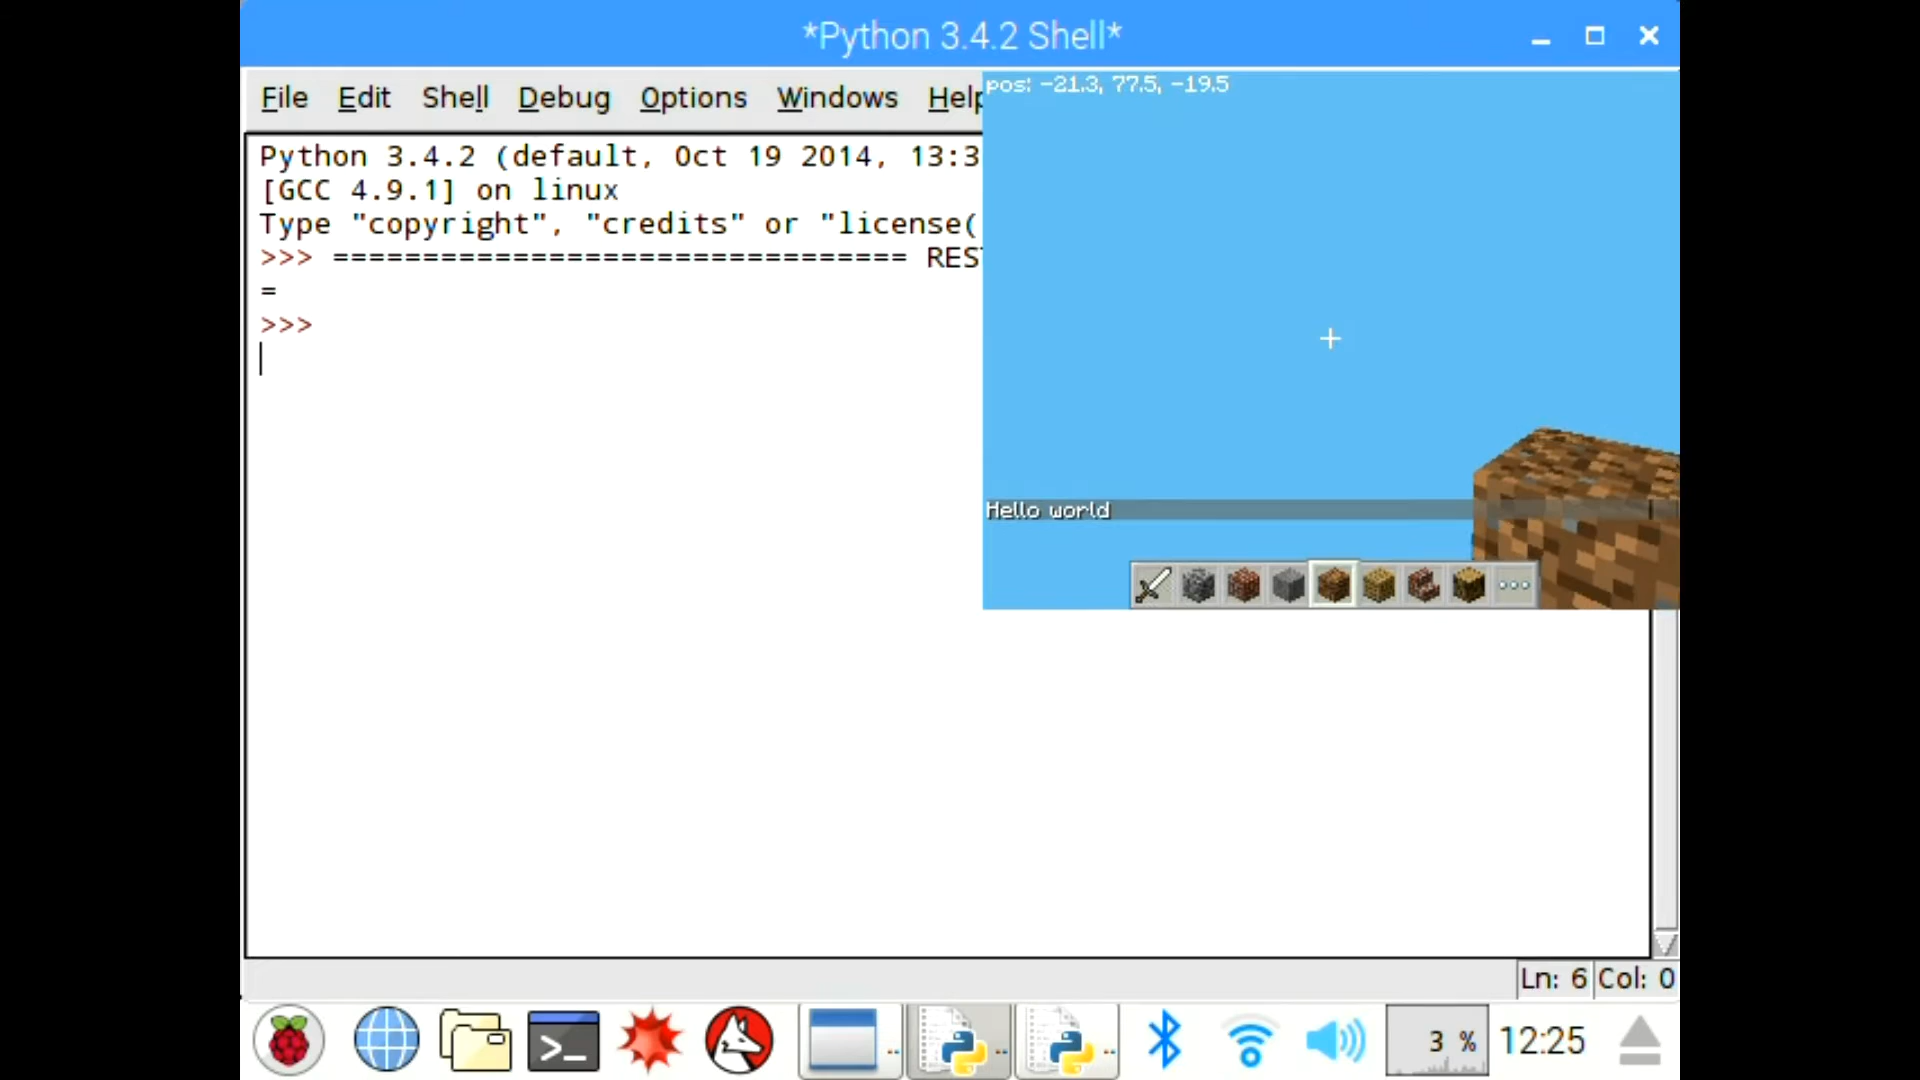 *Python 3.4.2 Shell*
File Edit Shell Debug Options Windows Help
Python 3.4.2 (default, Oct 19 2014, 13:3
[GCC 4.9.1] on linux
Type "copyright", "credits" or "license(
>>> ================================ RES
=
>>>
pos: -21.3, 77.5, -19.5
Hello world
Ln: 6 Col: 0
3 % 12:25